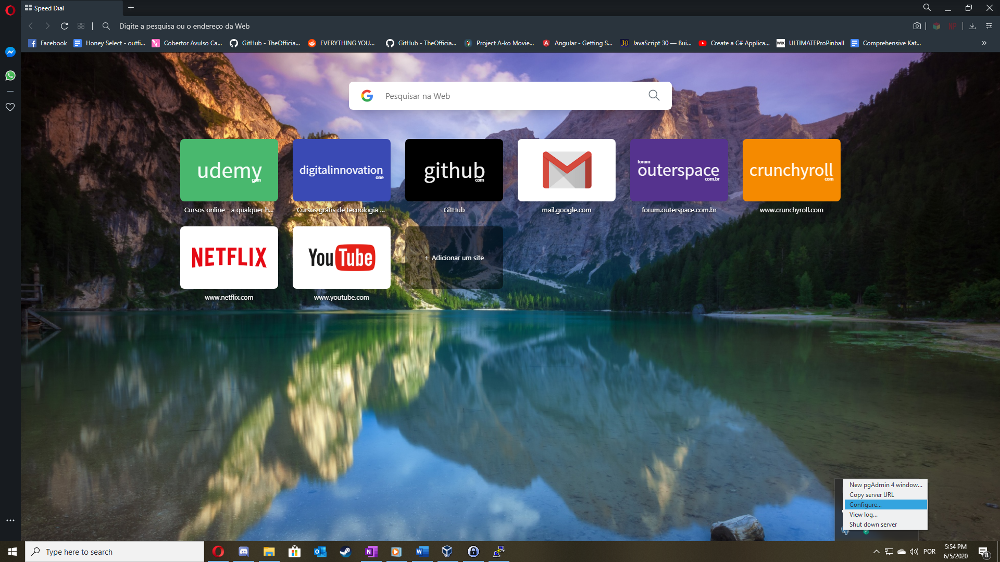 Speed Dial
Digite a pesquisa ou o endereço da Web
Facebook Honey Select - outfi... Cobertor Avulso Ca... GitHub - TheOfficia... EVERYTHING YOU... GitHub - TheOfficia... Project A-ko Movie... Angular - Getting S... 30 JavaScript 30 — Bui... Create a C# Applica... WiX ULTIMATEProPinball Comprehensive Kat...
Pesquisar na Web
udemy
com
digitalinnovation
one
github
com
forum
outerspace
com.br
crunchyroll
com
Cursos online - a qualquer h... Cursos grátis de tecnologia ... GitHub mail.google.com forum.outerspace.com.br www.crunchyroll.com
NETFLIX
YouTube
+ Adicionar um site
www.netflix.com www.youtube.com
New pgAdmin 4 window...
Copy server URL
Configure...
View log...
Shut down server
Type here to search
POR
5:54 PM
6/5/2020
8